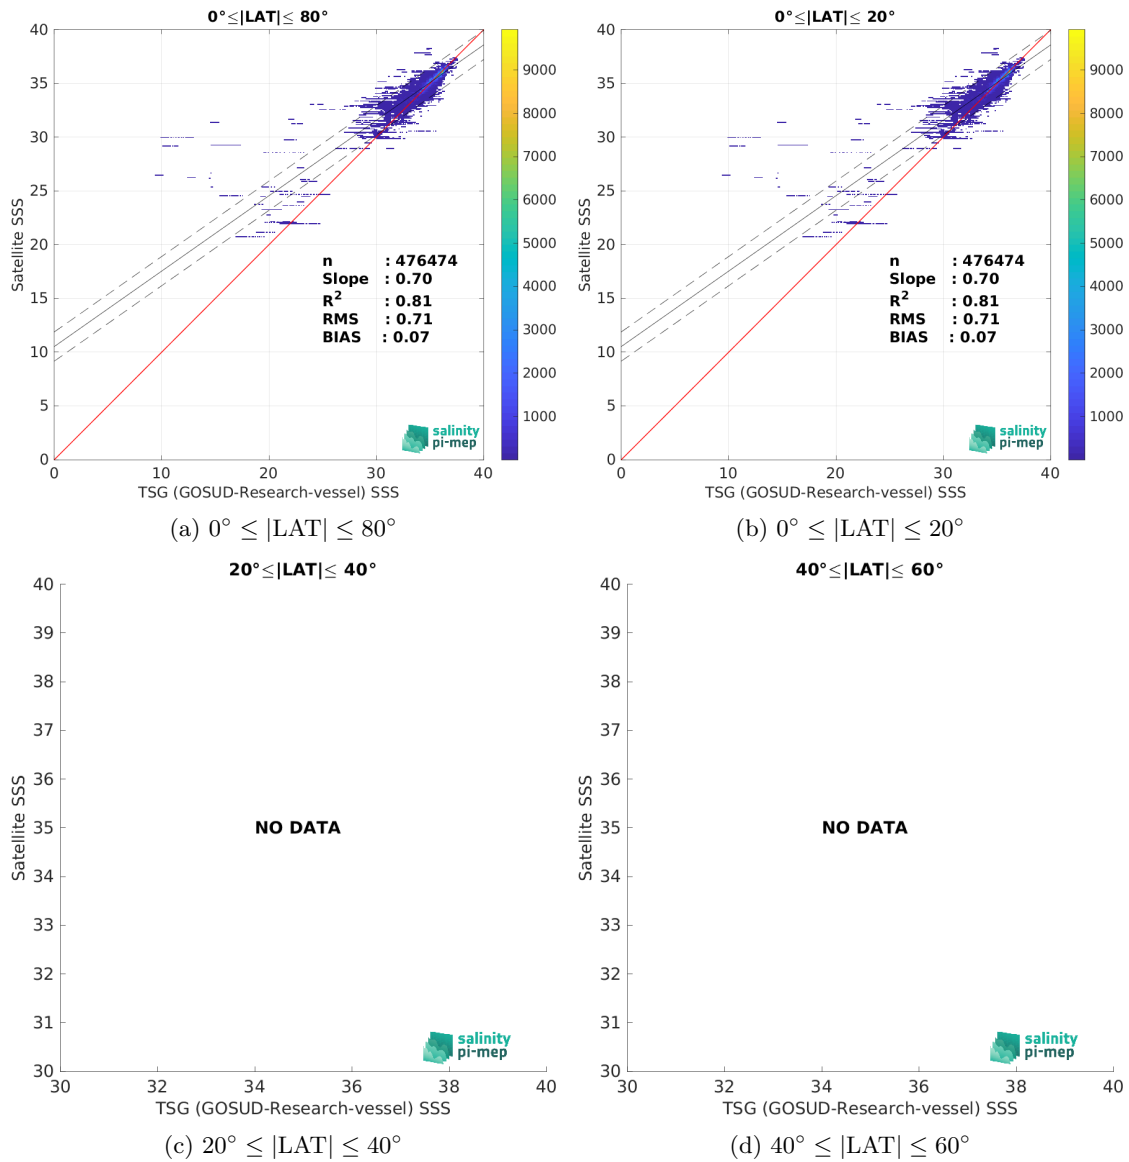 0°≤|LAT|≤ 80°
40
35
30
25
20
15
10
5
0
Satellite SSS
0
10
20
30
40
TSG (GOSUD-Research-vessel) SSS
9000
8000
7000
6000
5000
4000
3000
2000
1000
n : 476474
Slope : 0.70
R² : 0.81
RMS : 0.71
BIAS : 0.07
salinity
pi-mep
(a) 0° ≤ |LAT| ≤ 80°
0°≤|LAT|≤ 20°
40
35
30
25
20
15
10
5
0
Satellite SSS
0
10
20
30
40
TSG (GOSUD-Research-vessel) SSS
9000
8000
7000
6000
5000
4000
3000
2000
1000
n : 476474
Slope : 0.70
R² : 0.81
RMS : 0.71
BIAS : 0.07
salinity
pi-mep
(b) 0° ≤ |LAT| ≤ 20°
20°≤|LAT|≤ 40°
40
39
38
37
36
35
34
33
32
31
30
Satellite SSS
NO DATA
salinity
pi-mep
30
32
34
36
38
40
TSG (GOSUD-Research-vessel) SSS
(c) 20° ≤ |LAT| ≤ 40°
40°≤|LAT|≤ 60°
40
39
38
37
36
35
34
33
32
31
30
Satellite SSS
NO DATA
salinity
pi-mep
30
32
34
36
38
40
TSG (GOSUD-Research-vessel) SSS
(d) 40° ≤ |LAT| ≤ 60°